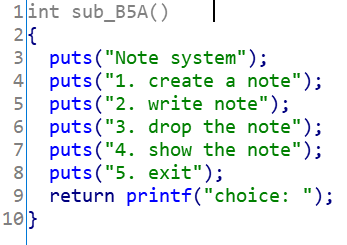 1 int sub_B5A()
2 {
3   puts("Note system");
4   puts("1. create a note");
5   puts("2. write note");
6   puts("3. drop the note");
7   puts("4. show the note");
8   puts("5. exit");
9   return printf("choice: ");
10 }